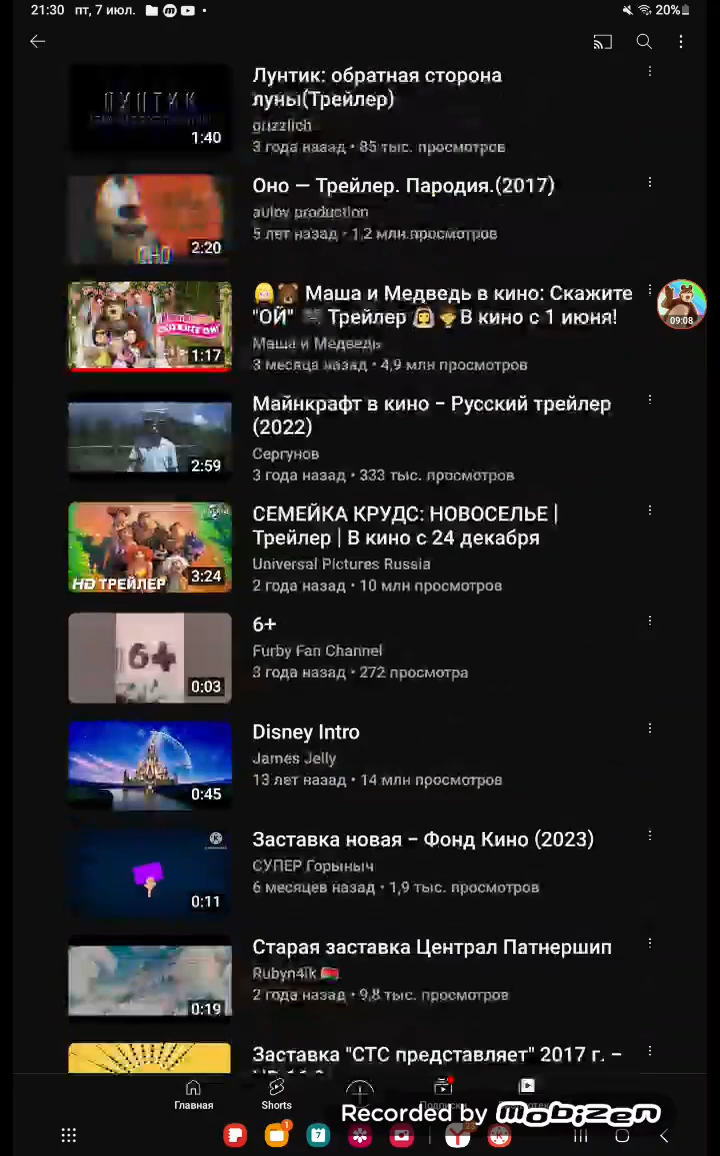 21:30 пт, 7 июл.
20%
Лунтик: обратная сторона
луны(Трейлер)
grizzlich
3 года назад • 85 тыс. просмотров
1:40
Оно — Трейлер. Пародия.(2017)
aulov production
5 лет назад • 1,2 млн просмотров
ОНО
2:20
Маша и Медведь в кино: Скажите
"ОЙ" Трейлер В кино с 1 июня!
Маша и Медведь
3 месяца назад • 4,9 млн просмотров
СКАЖИТЕ ОЙ!
1:17
09:08
Майнкрафт в кино – Русский трейлер
(2022)
Сергунов
3 года назад • 333 тыс. просмотров
2:59
СЕМЕЙКА КРУДС: НОВОСЕЛЬЕ |
Трейлер | В кино с 24 декабря
Universal Pictures Russia
2 года назад • 10 млн просмотров
HD ТРЕЙЛЕР
3:24
6+
Furby Fan Channel
3 года назад • 272 просмотра
6+
0:03
Disney Intro
James Jelly
13 лет назад • 14 млн просмотров
0:45
Заставка новая – Фонд Кино (2023)
СУПЕР Горыныч
6 месяцев назад • 1,9 тыс. просмотров
0:11
Старая заставка Централ Патнершип
Rubyn4ik
2 года назад • 9,8 тыс. просмотров
0:19
Заставка "СТС представляет" 2017 г. –
Главная
Shorts
Recorded by mobizen